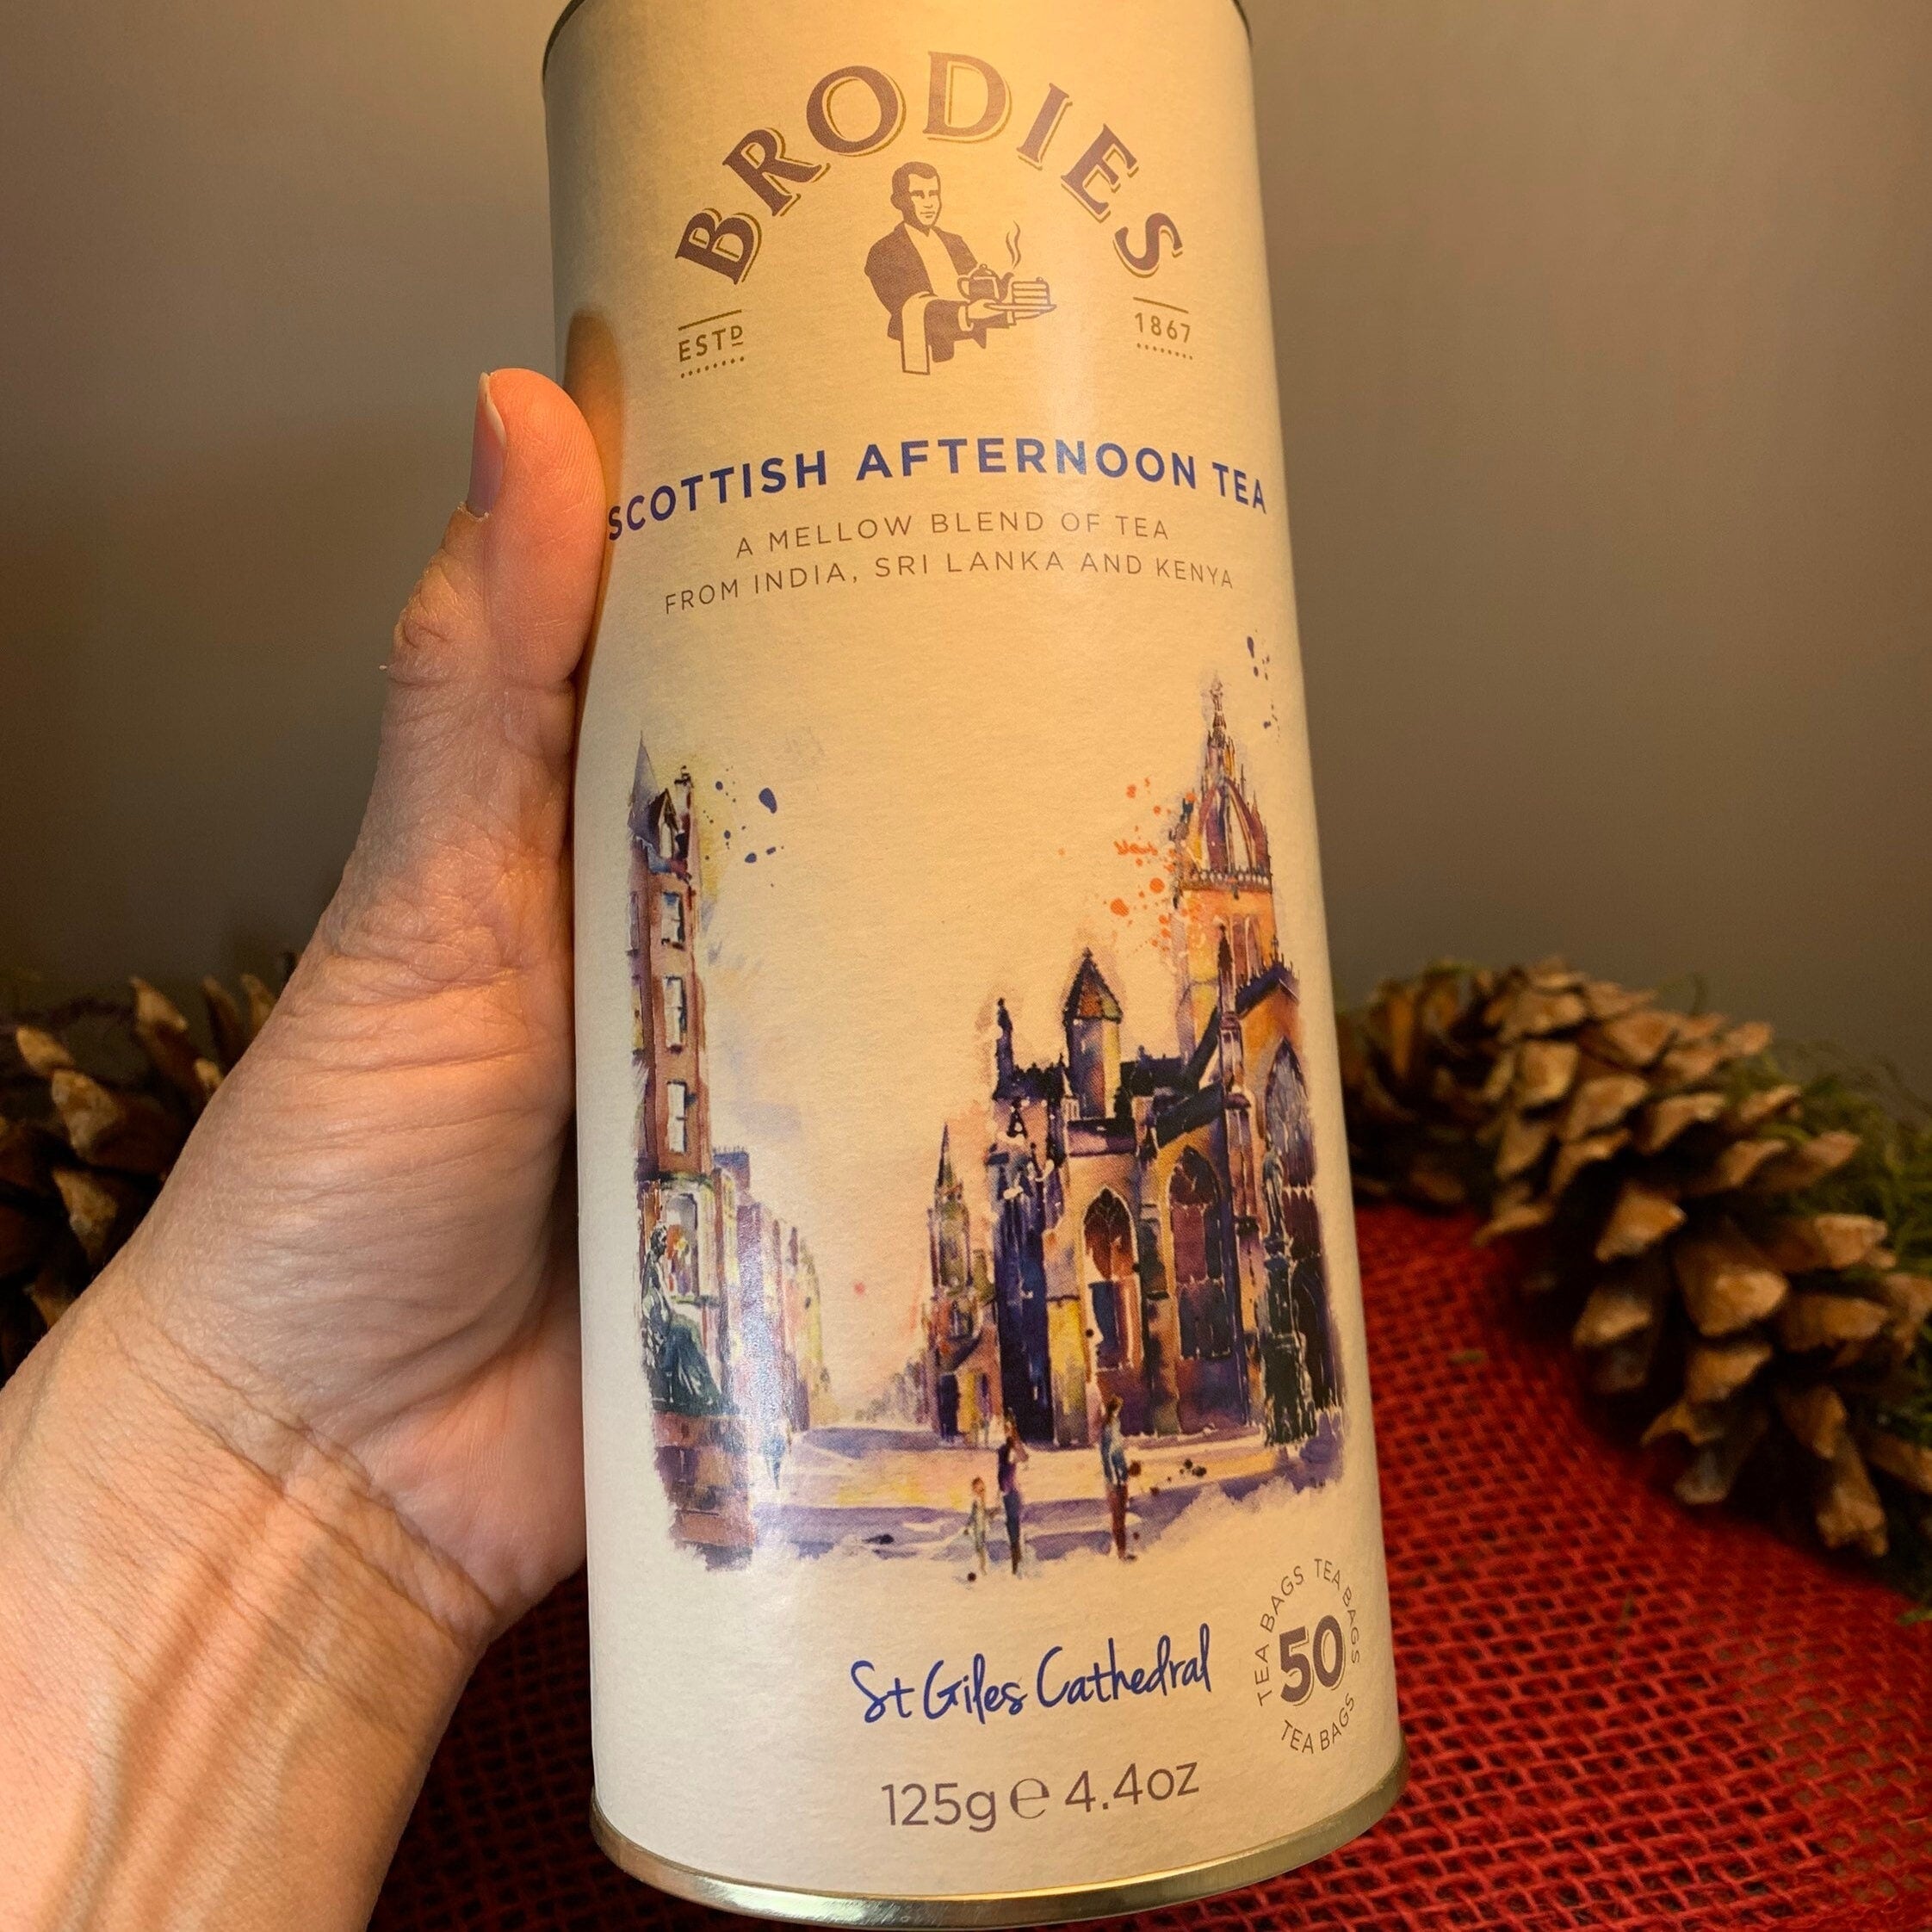 BRODIES
ESTD 1867
SCOTTISH AFTERNOON TEA
A MELLOW BLEND OF TEA
FROM INDIA, SRI LANKA AND KENYA
St Giles Cathedral
TEA BAGS TEA BAGS
50
TEA BAGS
125g e 4.4oz